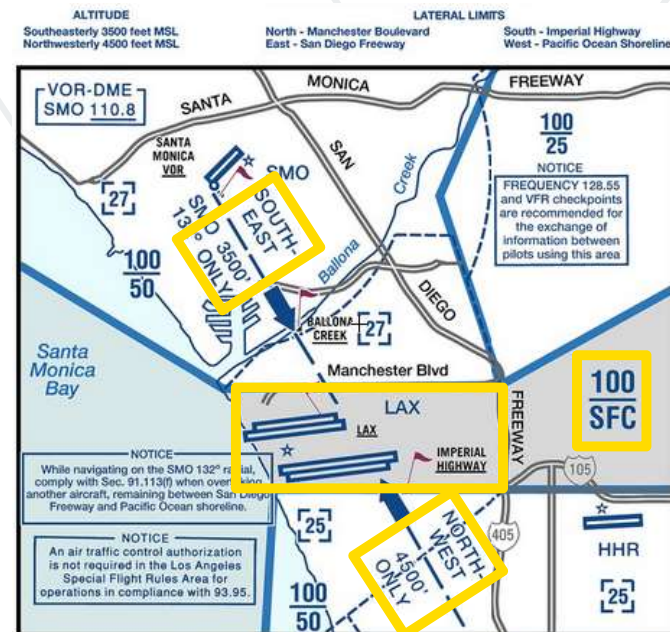 ALTITUDE
Southeasterly 3500 feet MSL
Northwesterly 4500 feet MSL
LATERAL LIMITS
North - Manchester Boulevard
East - San Diego Freeway
South - Imperial Highway
West - Pacific Ocean Shoreline
VOR-DME
SMO 110.8
SANTA MONICA FREEWAY
SANTA
MONICA
VOR
SMO
SAN DIEGO FREEWAY
Creek
100
25
NOTICE
FREQUENCY 128.55
and VFR checkpoints
are recommended for
the exchange of
information between
pilots using this area
27
SOUTH-
EAST
3500'
ONLY
SMO
132°
100
50
Ballona
BALLONA
CREEK
27
Santa
Monica
Bay
Manchester Blvd
LAX
LAX
IMPERIAL
HIGHWAY
100
SFC
105
NOTICE
While navigating on the SMO 132° radial,
comply with Sec. 91.113(f) when overtaking
another aircraft, remaining between San Diego
Freeway and Pacific Ocean shoreline.
NOTICE
An air traffic control authorization
is not required in the Los Angeles
Special Flight Rules Area for
operations in compliance with 93.95.
25
NORTH-
WEST
4500'
ONLY
405
HHR
25
100
50